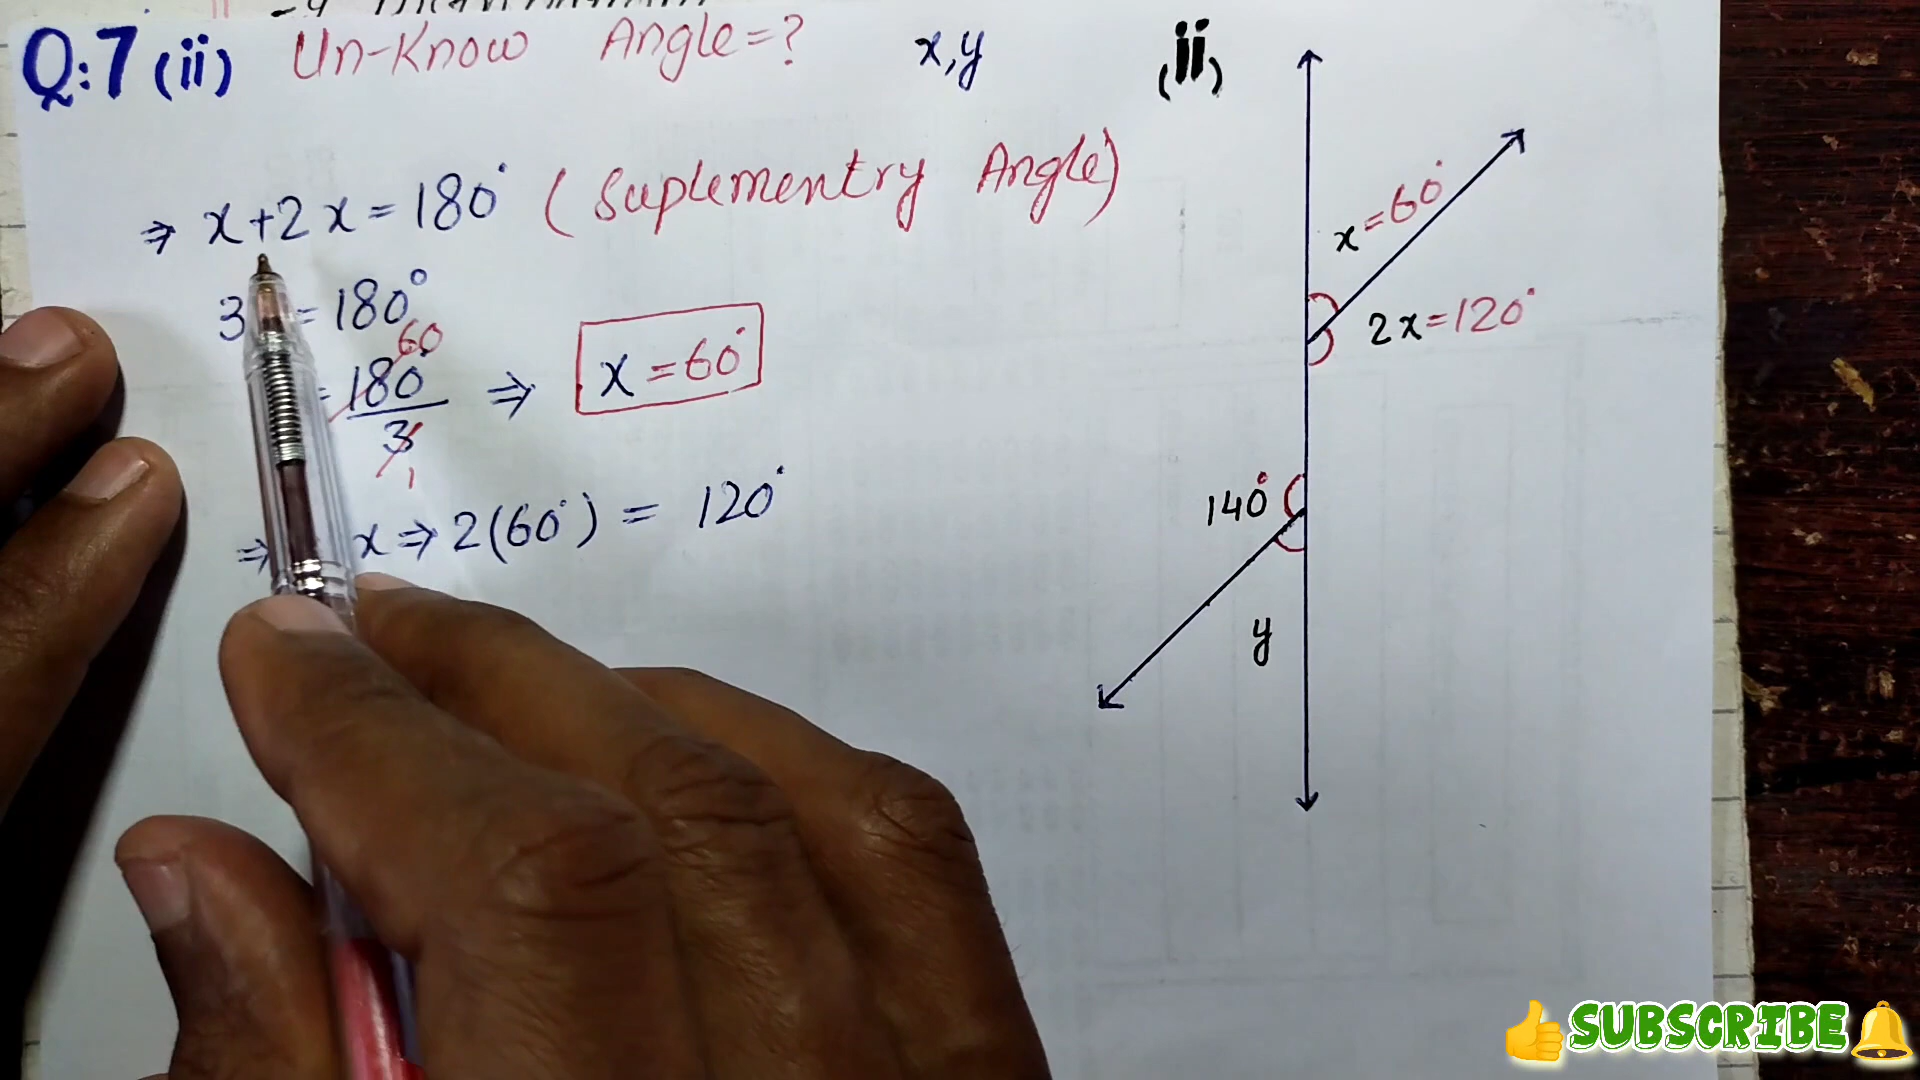 Q:7 (ii) Un-Know Angle=? x,y
(ii)
⇒ x+2x=180° (Suplementry Angle)
3 =180°
60
=180
3
1
⇒ x=60°
⇒ x ⇒ 2(60°) = 120°
x=60°
2x=120°
140°
y
SUBSCRIBE